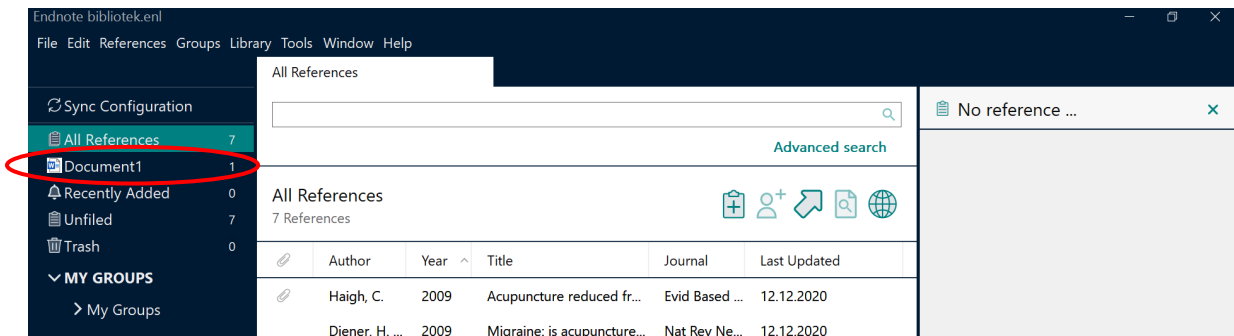 Endnote bibliotek.enl
File Edit References Groups Library Tools Window Help
All References
Sync Configuration
All References 7
Document1 1
Recently Added 0
Unfiled 7
Trash 0
MY GROUPS
My Groups
Advanced search
All References
7 References
Author Year Title Journal Last Updated
Haigh, C. 2009 Acupuncture reduced fr... Evid Based ... 12.12.2020
Diener, H. ... 2009 Migraine: is acupuncture... Nat Rev Ne... 12.12.2020
No reference ...